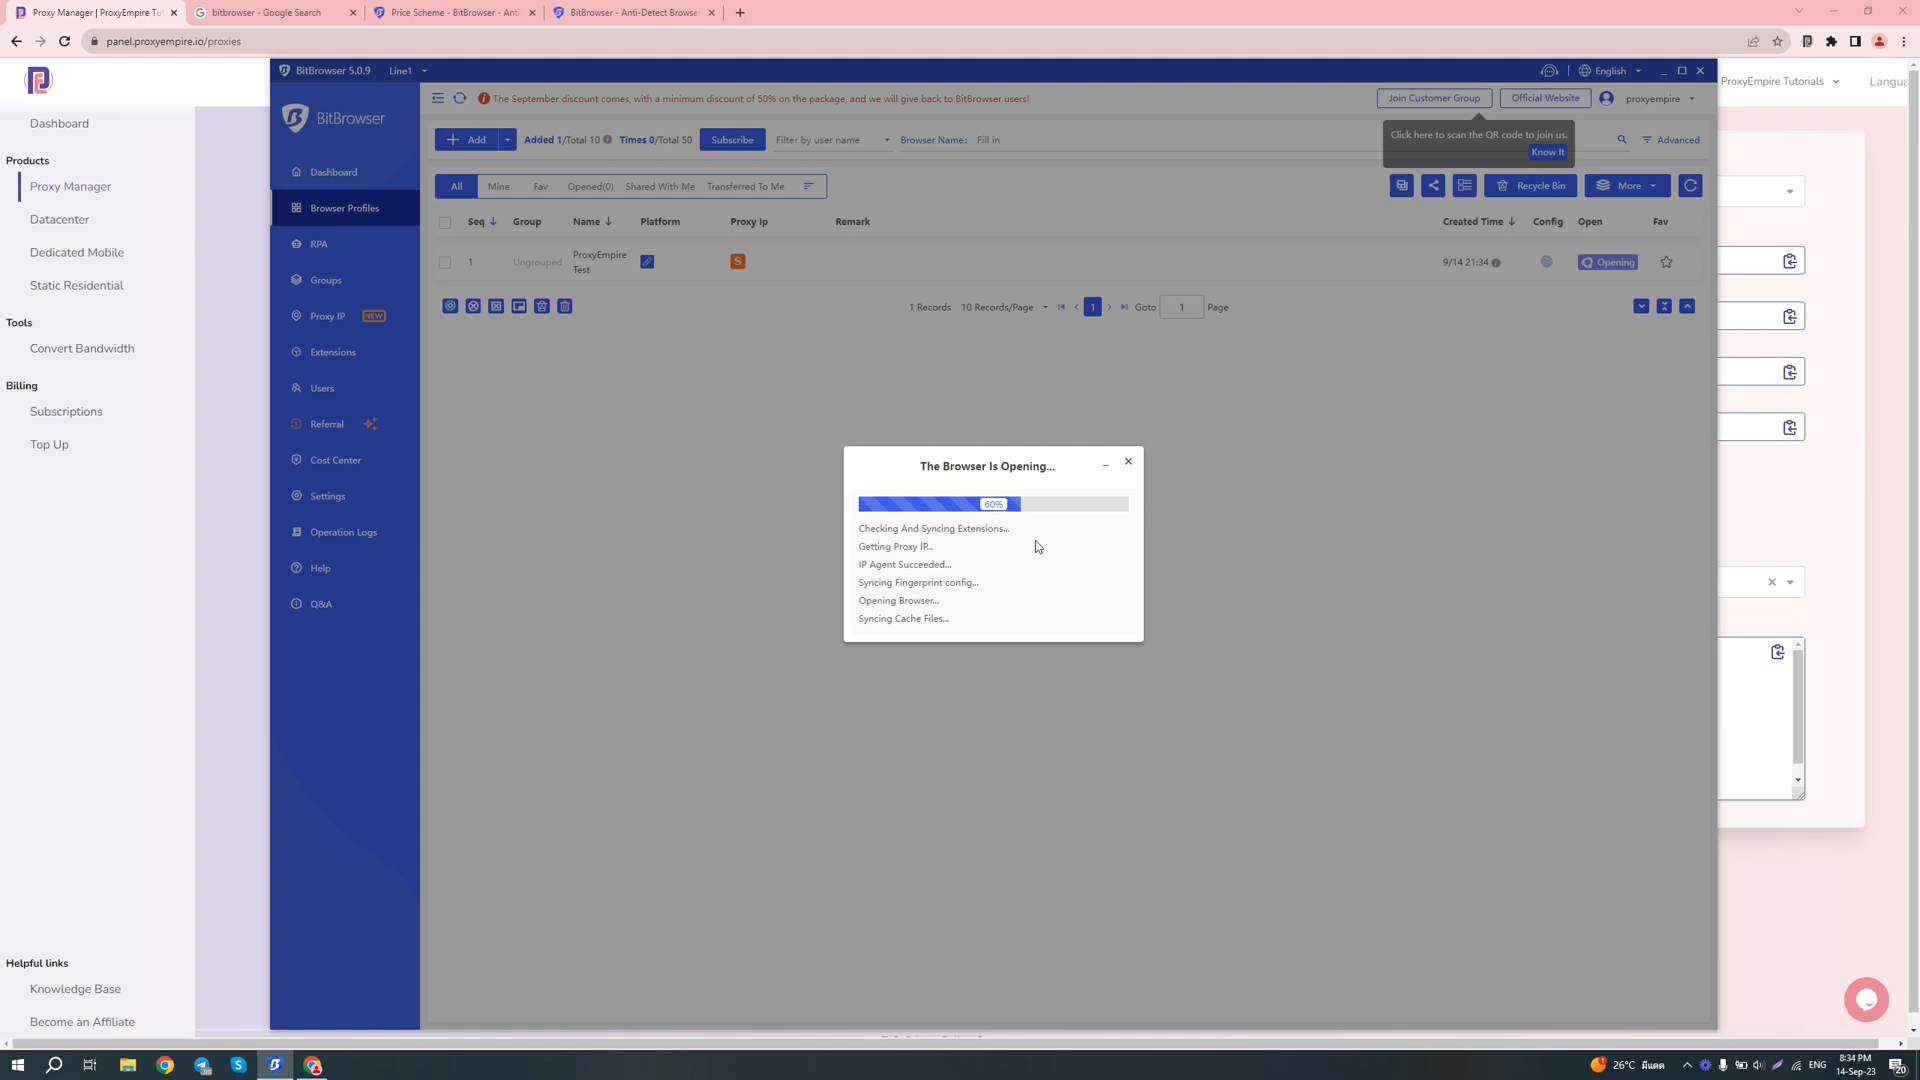 Proxy Manager | ProxyEmpire Tut
bitbrowser - Google Search
Price Scheme - BitBrowser - Anti-
BitBrowser - Anti-Detect Browse
panel.proxyempire.io/proxies
BitBrowser 5.0.9
Line1
English
ProxyEmpire Tutorials
Langua
The September discount comes, with a minimum discount of 50% on the package, and we will give back to BitBrowser users!
Join Customer Group
Official Website
proxyempire
BitBrowser
Click here to scan the QR code to join us.
Know It
Add
Added 1/Total 10
Times 0/Total 50
Subscribe
Filter by user name
Browser Name:
Fill in
Advanced
All
Mine
Fav
Opened(0)
Shared With Me
Transferred To Me
Recycle Bin
More
Seq
Group
Name
Platform
Proxy Ip
Remark
Created Time
Config
Open
Fav
1
Ungrouped
ProxyEmpire
Test
S
9/14 21:34
Opening
1 Records
10 Records/Page
1
Goto
1
Page
Dashboard
Products
Proxy Manager
Datacenter
Dedicated Mobile
Static Residential
Tools
Convert Bandwidth
Billing
Subscriptions
Top Up
Helpful links
Knowledge Base
Become an Affiliate
Dashboard
Browser Profiles
RPA
Groups
Proxy IP
NEW
Extensions
Users
Referral
Cost Center
Settings
Operation Logs
Help
Q&A
The Browser Is Opening...
60%
Checking And Syncing Extensions...
Getting Proxy IP...
IP Agent Succeeded...
Syncing Fingerprint config...
Opening Browser...
Syncing Cache Files...
26°C มีแดด
ENG
8:34 PM
14-Sep-23
20